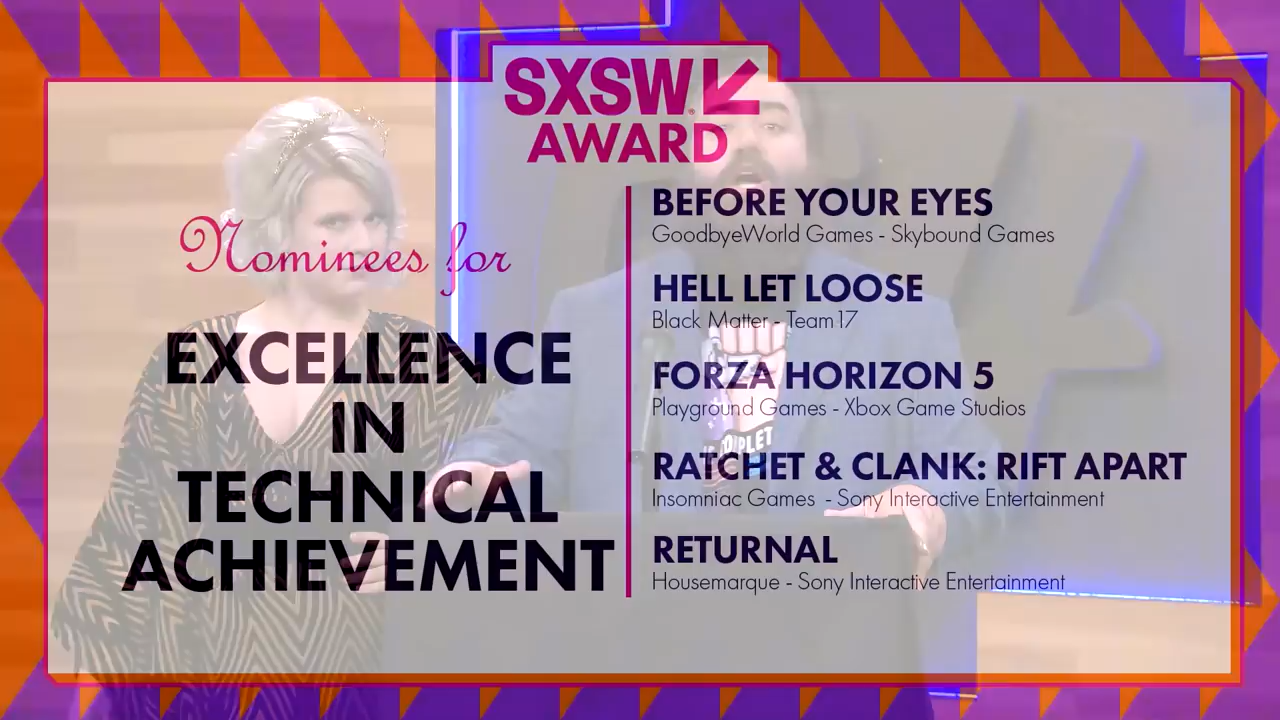 SXSW
AWARD
Nominees for
EXCELLENCE
IN
TECHNICAL
ACHIEVEMENT
BEFORE YOUR EYES
GoodbyeWorld Games - Skybound Games
HELL LET LOOSE
Black Matter - Team17
FORZA HORIZON 5
Playground Games - Xbox Game Studios
RATCHET & CLANK: RIFT APART
Insomniac Games - Sony Interactive Entertainment
RETURNAL
Housemarque - Sony Interactive Entertainment